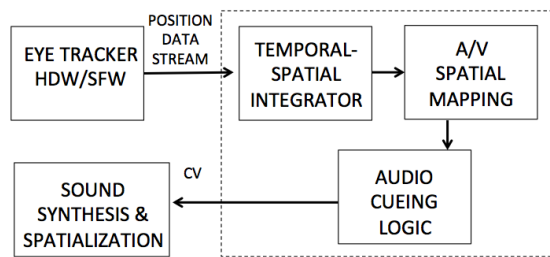 POSITION
DATA
STREAM
EYE TRACKER
HDW/SFW
TEMPORAL-
SPATIAL
INTEGRATOR
A/V
SPATIAL
MAPPING
AUDIO
CUEING
LOGIC
CV
SOUND
SYNTHESIS &
SPATIALIZATION